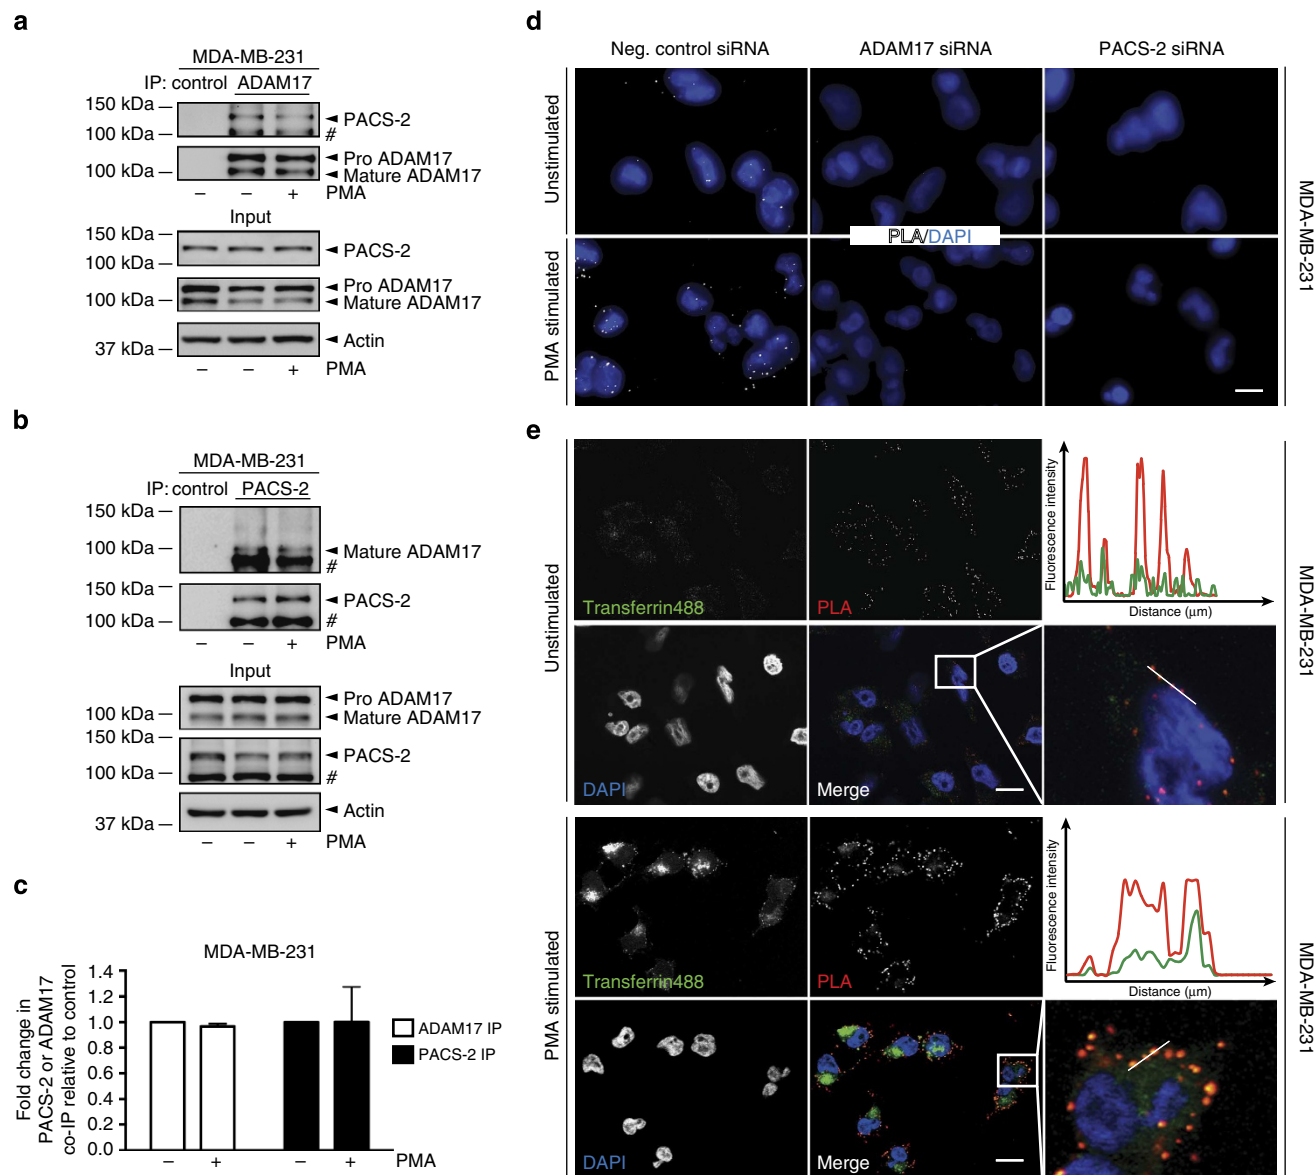 a
MDA-MB-231
IP: control ADAM17
150 kDa
100 kDa
PACS-2
#
100 kDa
Pro ADAM17
Mature ADAM17
– – + PMA
Input
150 kDa
100 kDa
PACS-2
100 kDa
Pro ADAM17
Mature ADAM17
37 kDa
Actin
– – + PMA
b
MDA-MB-231
IP: control PACS-2
150 kDa
100 kDa
Mature ADAM17
#
150 kDa
100 kDa
PACS-2
#
– – + PMA
Input
100 kDa
Pro ADAM17
Mature ADAM17
150 kDa
100 kDa
PACS-2
#
37 kDa
Actin
– – + PMA
c
MDA-MB-231
Fold change in
PACS-2 or ADAM17
co-IP relative to control
1.4
1.2
1.0
0.8
0.6
0.4
0.2
0.0
– + – + PMA
ADAM17 IP
PACS-2 IP
d
Neg. control siRNA ADAM17 siRNA PACS-2 siRNA
Unstimulated
PMA stimulated
PLA/DAPI
MDA-MB-231
e
Unstimulated
Transferrin488
PLA
Fluorescence intensity
Distance (μm)
DAPI
Merge
MDA-MB-231
PMA stimulated
Transferrin488
PLA
Fluorescence intensity
Distance (μm)
DAPI
Merge
MDA-MB-231